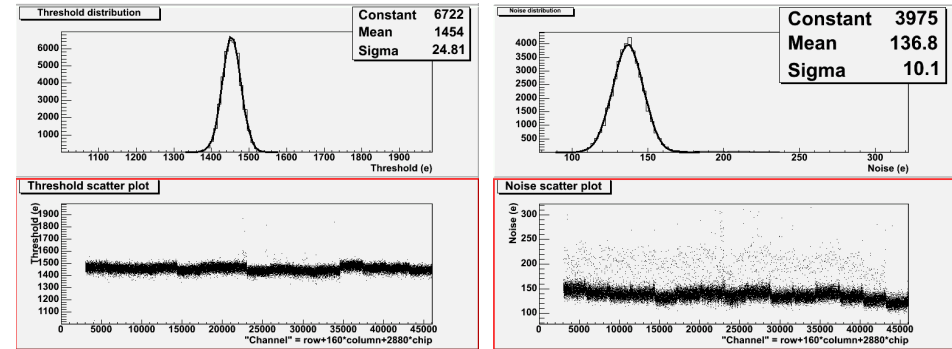 Threshold distribution
Constant 6722
Mean 1454
Sigma 24.81
6000
5000
4000
3000
2000
1000
1100 1200 1300 1400 1500 1600 1700 1800 1900
Threshold (e)
Noise distribution
Constant 3975
Mean 136.8
Sigma 10.1
4000
3500
3000
2500
2000
1500
1000
500
100 150 200 250 300
Noise (e)
Threshold scatter plot
Threshold (e)
1900
1800
1700
1600
1500
1400
1300
1200
1100
0 5000 10000 15000 20000 25000 30000 35000 40000 45000
"Channel" = row+160*column+2880*chip
Noise scatter plot
Noise (e)
300
250
200
150
100
0 5000 10000 15000 20000 25000 30000 35000 40000 45000
"Channel" = row+160*column+2880*chip